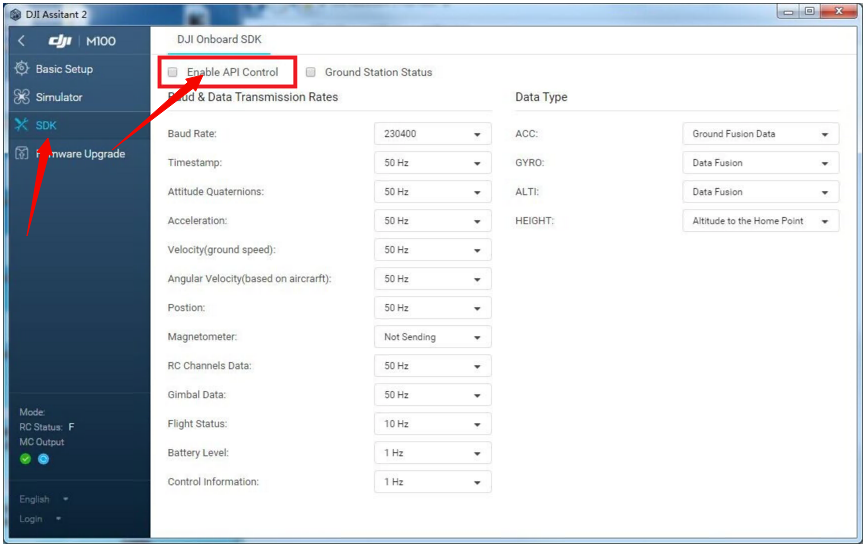 DJI Assitant 2
dji M100
DJI Onboard SDK
Basic Setup
Simulator
SDK
Firmware Upgrade
Enable API Control Ground Station Status
Baud & Data Transmission Rates Data Type
Baud Rate: 230400 ACC: Ground Fusion Data
Timestamp: 50 Hz GYRO: Data Fusion
Attitude Quaternions: 50 Hz ALTI: Data Fusion
Acceleration: 50 Hz HEIGHT: Altitude to the Home Point
Velocity(ground speed): 50 Hz
Angular Velocity(based on aircrarft): 50 Hz
Postion: 50 Hz
Magnetometer: Not Sending
RC Channels Data: 50 Hz
Gimbal Data: 50 Hz
Flight Status: 10 Hz
Battery Level: 1 Hz
Control Information: 1 Hz
Mode:
RC Status: F
MC Output
English
Login